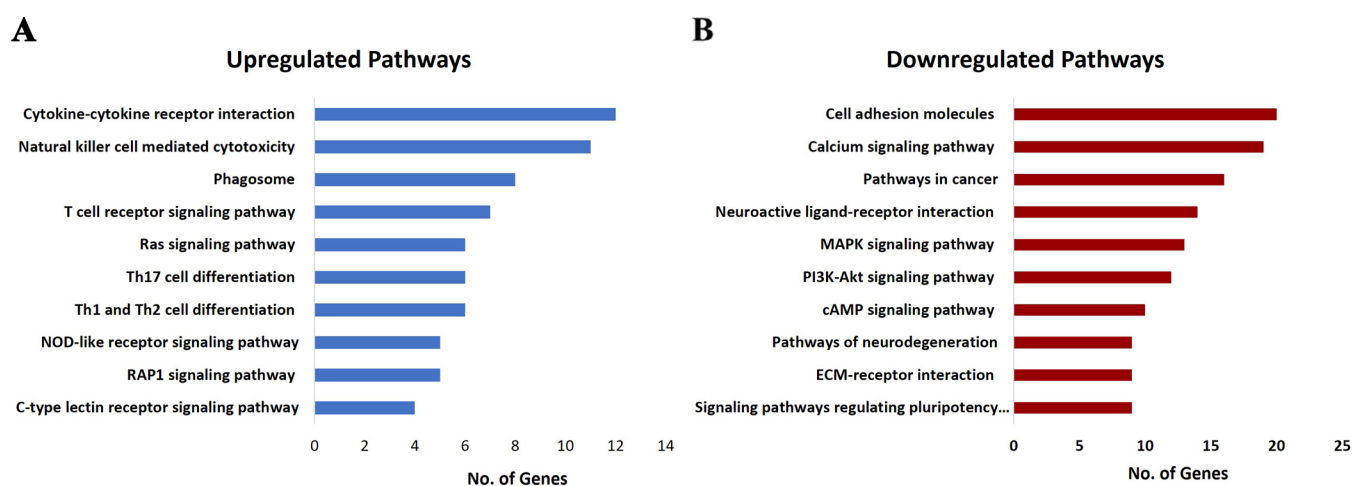 A
Upregulated Pathways
Cytokine-cytokine receptor interaction
Natural killer cell mediated cytotoxicity
Phagosome
T cell receptor signaling pathway
Ras signaling pathway
Th17 cell differentiation
Th1 and Th2 cell differentiation
NOD-like receptor signaling pathway
RAP1 signaling pathway
C-type lectin receptor signaling pathway
0 2 4 6 8 10 12 14
No. of Genes
B
Downregulated Pathways
Cell adhesion molecules
Calcium signaling pathway
Pathways in cancer
Neuroactive ligand-receptor interaction
MAPK signaling pathway
PI3K-Akt signaling pathway
cAMP signaling pathway
Pathways of neurodegeneration
ECM-receptor interaction
Signaling pathways regulating pluripotency...
0 5 10 15 20 25
No. of Genes